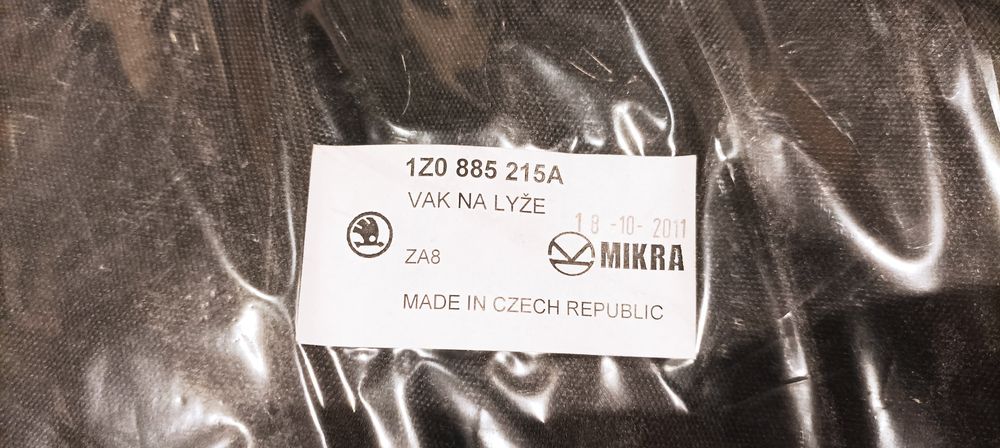 1Z0 885 215A
VAK NA LYŽE
18 -10- 2011
ZA8
MIKRA
MADE IN CZECH REPUBLIC